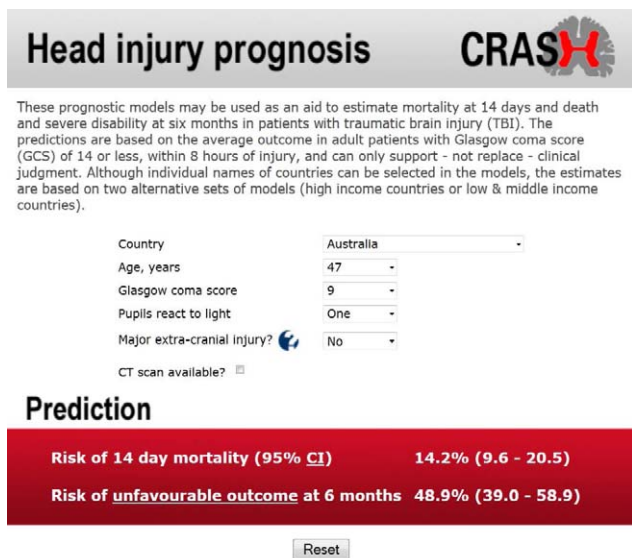 Head injury prognosis
CRASH
These prognostic models may be used as an aid to estimate mortality at 14 days and death
and severe disability at six months in patients with traumatic brain injury (TBI). The
predictions are based on the average outcome in adult patients with Glasgow coma score
(GCS) of 14 or less, within 8 hours of injury, and can only support - not replace - clinical
judgment. Although individual names of countries can be selected in the models, the estimates
are based on two alternative sets of models (high income countries or low & middle income
countries).
Country Australia
Age, years 47
Glasgow coma score 9
Pupils react to light One
Major extra-cranial injury? ? No
CT scan available?
Prediction
Risk of 14 day mortality (95% CI) 14.2% (9.6 - 20.5)
Risk of unfavourable outcome at 6 months 48.9% (39.0 - 58.9)
Reset